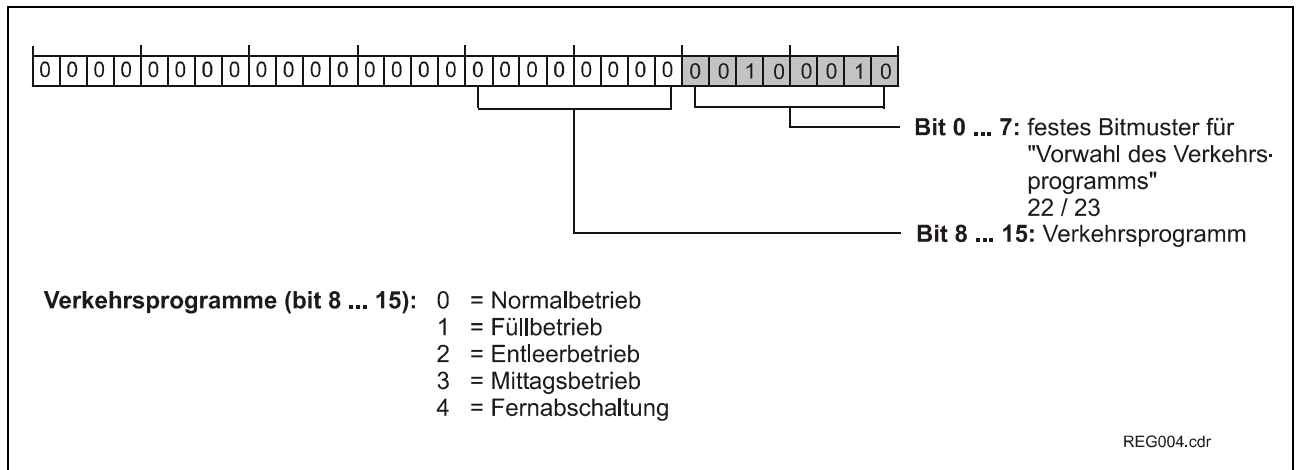 0 0 0 0 0 0 0 0 0 0 0 0 0 0 0 0 0 0 0 0 0 0 0 0 0 0 1 0 0 0 1 0
Bit 0 ... 7: festes Bitmuster für
"Vorwahl des Verkehrs-
programms"
22 / 23
Bit 8 ... 15: Verkehrsprogramm
Verkehrsprogramme (bit 8 ... 15): 0 = Normalbetrieb
1 = Füllbetrieb
2 = Entleerbetrieb
3 = Mittagsbetrieb
4 = Fernabschaltung
REG004.cdr